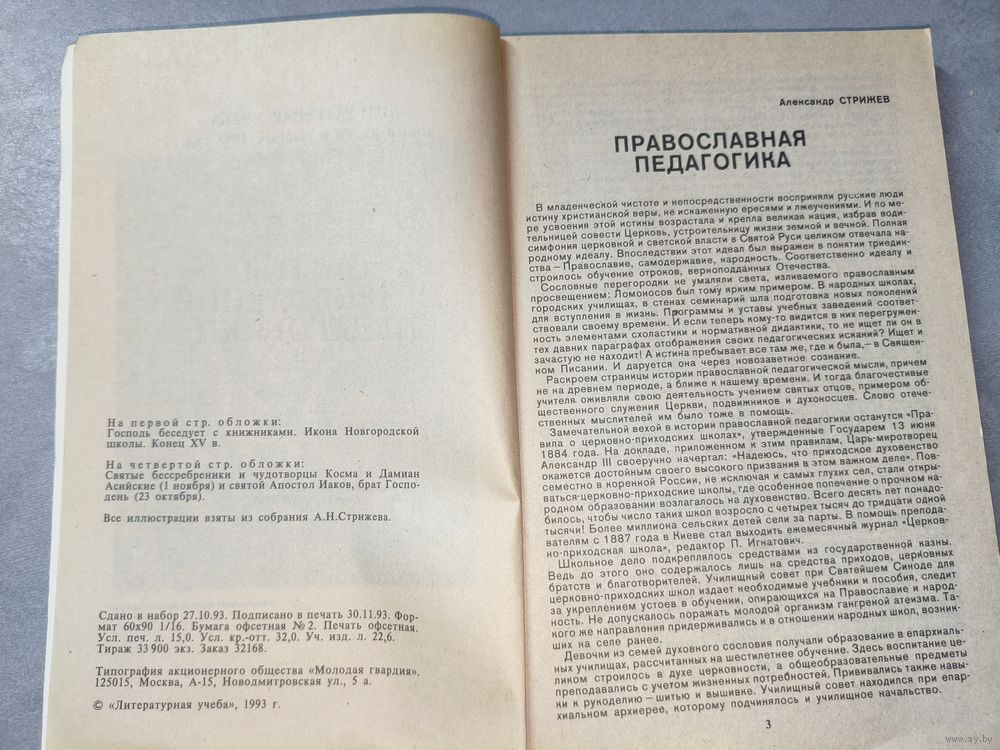 На первой стр. обложки:
Господь беседует с книжниками. Икона Новгородской
школы. Конец XV в.
На четвертой стр. обложки:
Святые бессребреники и чудотворцы Косма и Дамиан
Асийские (1 ноября) и святой Апостол Иаков, брат Госпо-
день (23 октября).
Все иллюстрации взяты из собрания А.Н.Стрижева.
Сдано в набор 27.10.93. Подписано в печать 30.11.93. Фор-
мат 60х90 1/16. Бумага офсетная №2. Печать офсетная.
Усл. печ. л. 15,0. Усл. кр.-отт. 32,0. Уч. изд. л. 22,6.
Тираж 33 900 экз. Заказ 32168.
Типография акционерного общества «Молодая гвардия».
125015, Москва, А-15, Новодмитровская ул., 5 а.
© «Литературная учеба», 1993 г.
Александр СТРИЖЕВ
ПРАВОСЛАВНАЯ
ПЕДАГОГИКА
В младенческой чистоте и непосредственности восприняли русские люди
истину христианской веры, не искаженную ересями и лжеучениями. И по ме-
ре усвоения этой истины возрастала и крепла великая нация, избрав води-
тельницей совести Церковь, устроительницу жизни земной и вечной. Полная
симфония церковной и светской власти в Святой Руси целиком отвечала на-
родному идеалу. Впоследствии этот идеал был выражен в понятии триедин-
ства — Православие, самодержавие, народность. Соответственно идеалу и
строилось обучение отроков, верноподданных Отечества.
Сословные перегородки не умаляли света, изливаемого православным
просвещением: Ломоносов был тому ярким примером. В народных школах,
городских училищах, в стенах семинарий шла подготовка новых поколений
для вступления в жизнь. Программы и уставы учебных заведений соответ-
ствовали своему времени. И если теперь кому-то видится в них перегружен-
ность элементами схоластики и нормативной дидактики, то не ищет ли он в
тех давних параграфах отображения своих педагогических исканий? Ищет и
зачастую не находит! А истина пребывает все там же, где и была,— в Священ-
ном Писании. И даруется она через новозаветное сознание.
Раскроем страницы истории православной педагогической мысли, причем
не на древнем периоде, а ближе к нашему времени. И тогда благочестивые
учителя оживляли свою деятельность учением святых отцов, примером об-
щественного служения Церкви, подвижников и духоносцев. Слово отече-
ственных мыслителей им было тоже в помощь.
Замечательной вехой в истории православной педагогики останутся «Пра-
вила о церковно-приходских школах», утвержденные Государем 13 июня
1884 года. На докладе, приложенном к этим правилам, Царь-миротворец
Александр III своеручно начертал: «Надеюсь, что приходское духовенство
окажется достойным своего высокого призвания в этом важном деле». Пов-
семестно в коренной России, не исключая и самых глухих сел, стали откры-
ваться церковно-приходские школы, где особенное попечение о прочном на-
родном образовании возлагалось на духовенство. Всего десять лет понадо-
билось, чтобы число таких школ возросло с четырех тысяч до тридцати одной
тысячи! Более миллиона сельских детей сели за парты. В помощь препода-
вателям с 1887 года в Киеве стал выходить ежемесячный журнал «Церков-
но-приходская школа», редактор П. Игнатович.
Школьное дело подкреплялось средствами из государственной казны.
Ведь до этого оно содержалось лишь на средства приходов, церковных
братств и благотворителей. Училищный совет при Святейшем Синоде для
церковно-приходских школ издает необходимые учебники и пособия, следит
за укреплением устоев в обучении, опирающихся на Православие и народ-
ность. Не допускалось поражать молодой организм гангреной атеизма. Та-
кого же направления придерживались и в отношении народных школ, возник-
ших на селе ранее.
Девочки из семей духовного сословия получали образование в епархиаль-
ных училищах, рассчитанных на шестилетнее обучение. Здесь воспитание це-
ликом строилось в духе церковности, а общеобразовательные предметы
преподавались с учетом жизненных потребностей. Прививались также навы-
ки к рукоделию — шитью и вышивке. Училищный совет находился при епар-
хиальном архиерее, которому подчинялось и училищное начальство.
3
www.ay.by